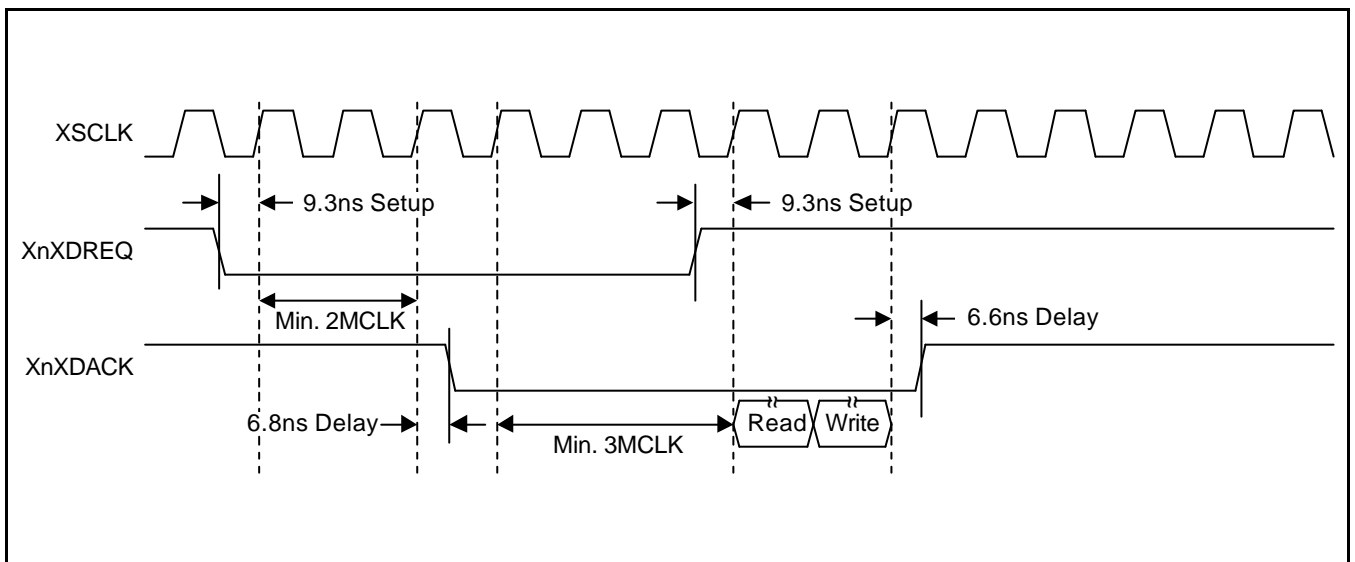 XSCLK
9.3ns Setup
9.3ns Setup
XnXDREQ
Min. 2MCLK
6.6ns Delay
XnXDACK
6.8ns Delay
Min. 3MCLK
Read
Write